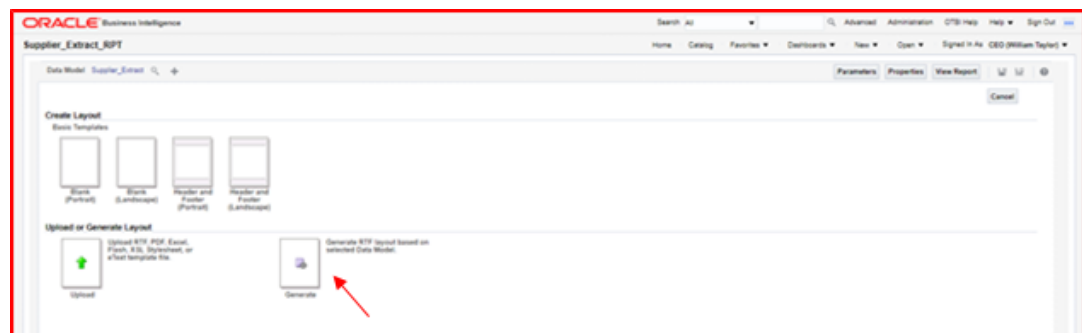 ORACLE Business Intelligence
Search All Advanced Administration OTBI Help Help Sign Out
Supplier_Extract_RPT
Home Catalog Favorites Dashboards New Open Signed In As CEO (William Taylor)
Data Model Supplier_Extract
Parameters Properties View Report
Cancel
Create Layout
Basic Templates
Blank (Portrait)
Blank (Landscape)
Header and Footer (Portrait)
Header and Footer (Landscape)
Upload or Generate Layout
Upload RTF, PDF, Excel,
Flash, XSL Stylesheet, or
eText template file.
Upload
Generate RTF layout based on
selected Data Model.
Generate